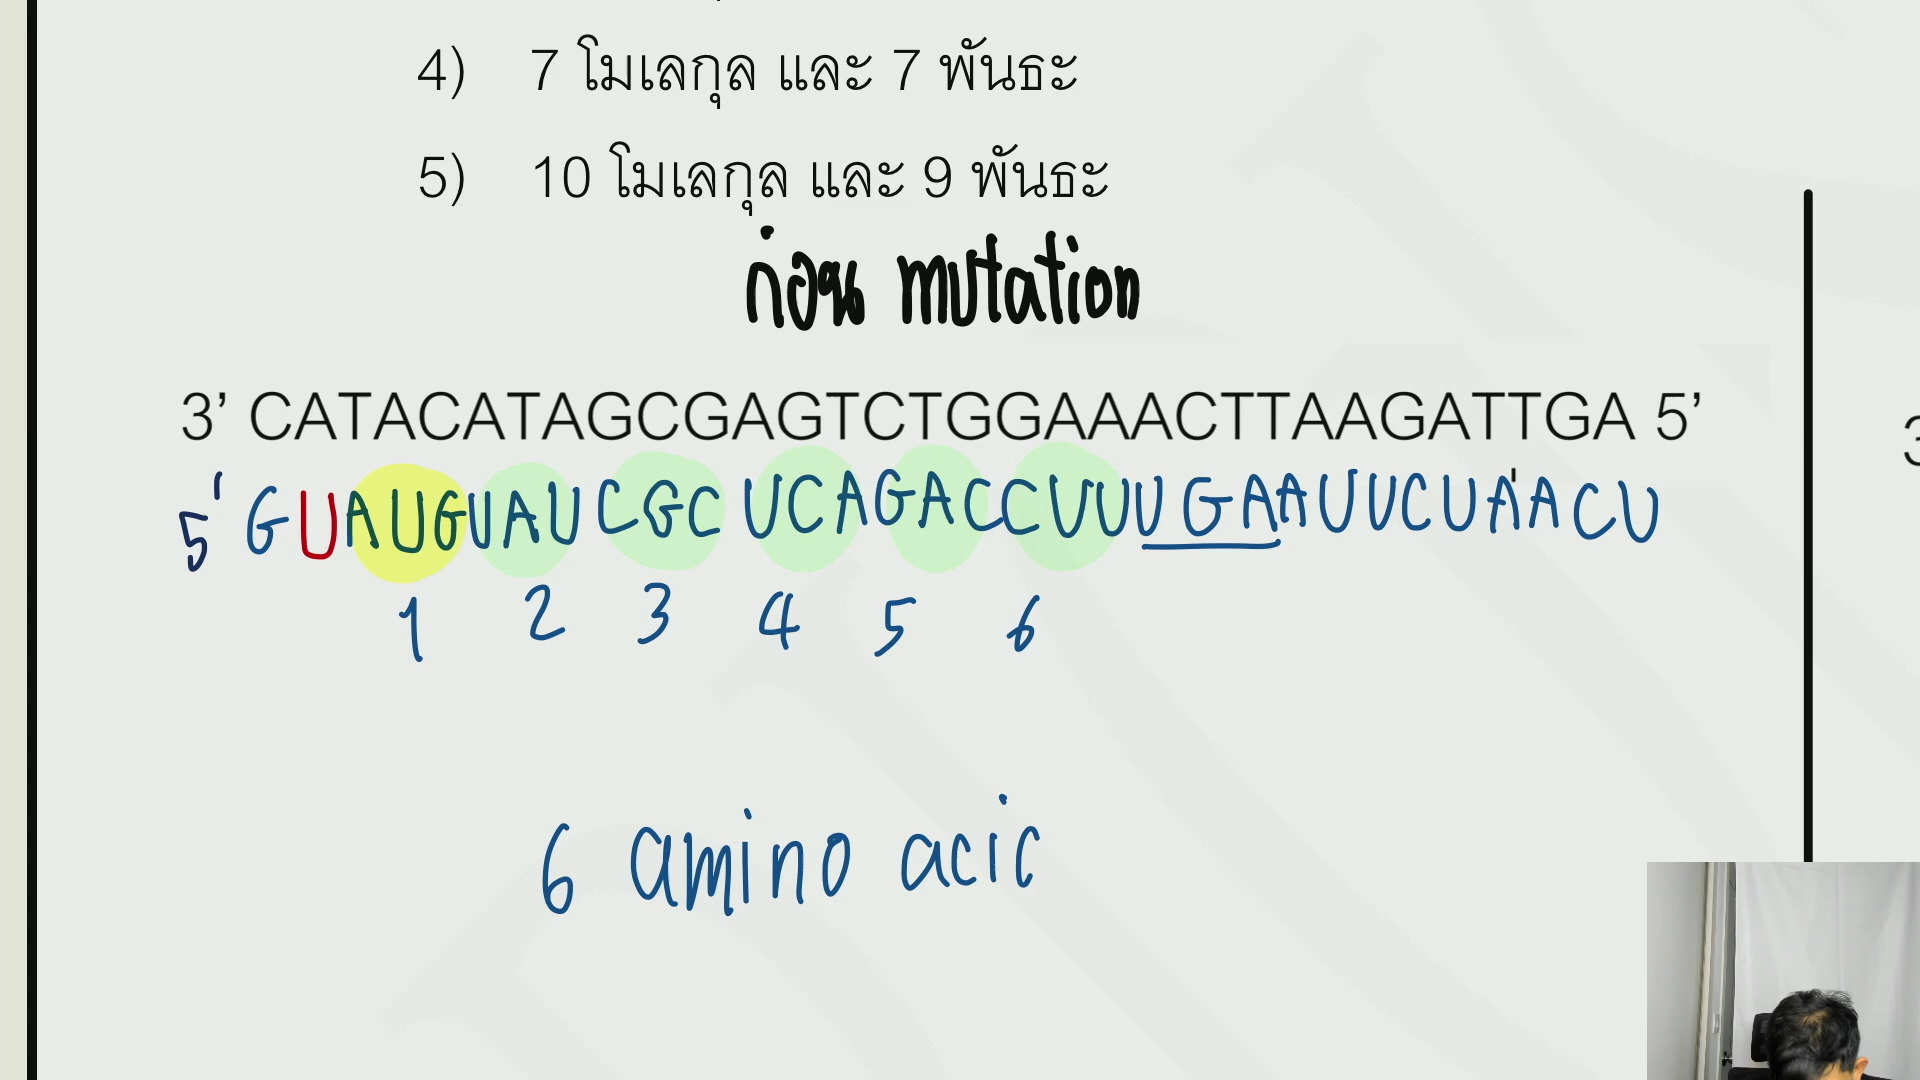 4) 7 โมเลกุล และ 7 พันธะ
5) 10 โมเลกุล และ 9 พันธะ
ก่อน mutation
3’ CATACATAGCGAGTCTGGAAACTTAAGATTGA 5’
5' GUAUGUAUCGCUCAGACCUUUGAAUUCUAACU
1 2 3 4 5 6
6 amino acic
3